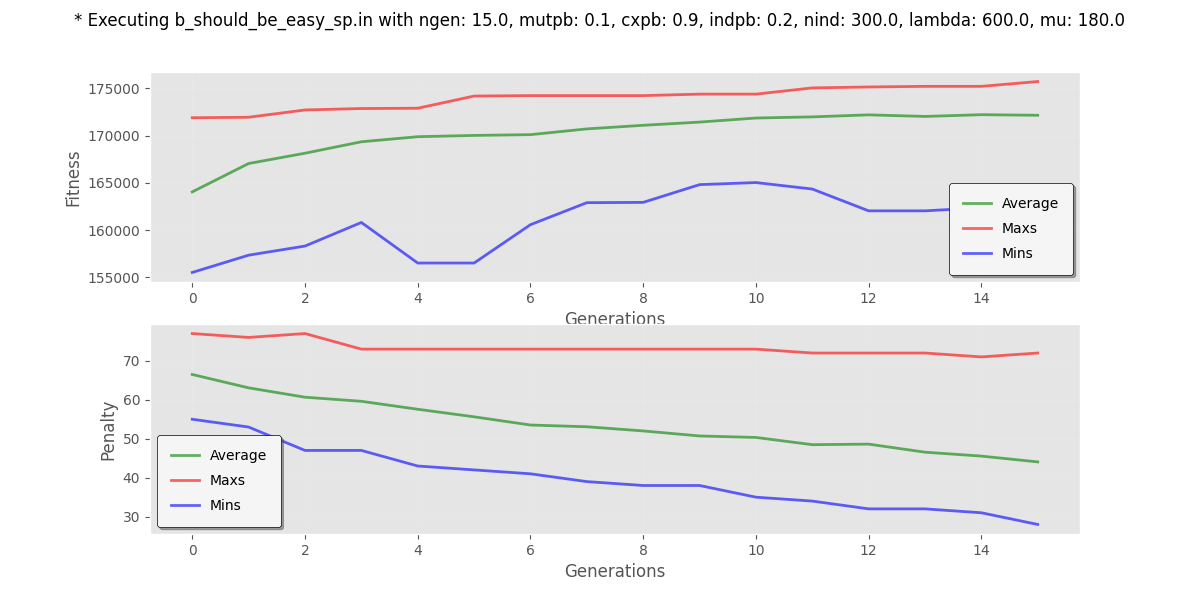 * Executing b_should_be_easy_sp.in with ngen: 15.0, mutpb: 0.1, cxpb: 0.9, indpb: 0.2, nind: 300.0, lambda: 600.0, mu: 180.0
175000
170000
165000
160000
155000
Fitness
Average
Maxs
Mins
0 2 4 6 8 10 12 14
Generations
70
60
50
40
30
Penalty
Average
Maxs
Mins
0 2 4 6 8 10 12 14
Generations